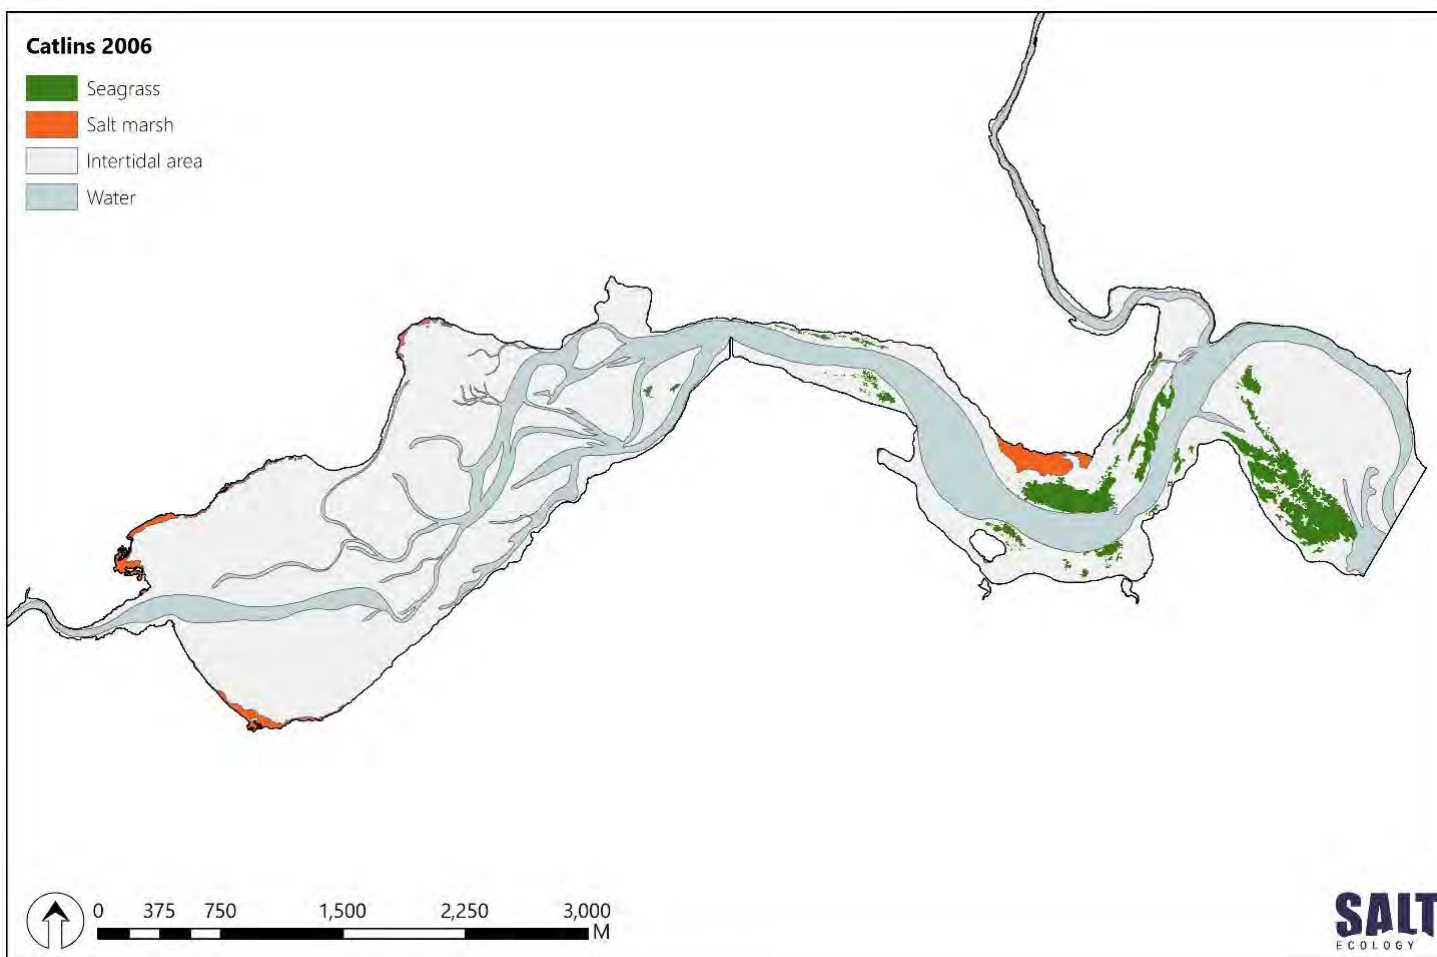 Catlins 2006
Seagrass
Salt marsh
Intertidal area
Water
0 375 750 1,500 2,250 3,000
M
SALT
ECOLOGY